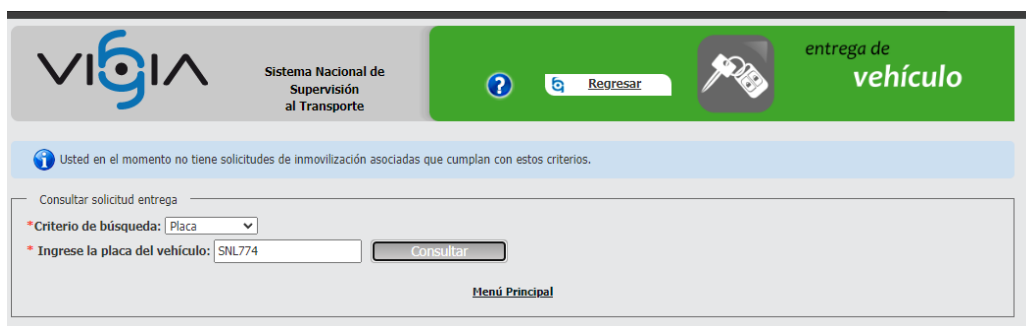 VIGIA
Sistema Nacional de
Supervisión
al Transporte
?
Regresar
entrega de
vehículo
i Usted en el momento no tiene solicitudes de inmovilización asociadas que cumplan con estos criterios.
Consultar solicitud entrega
*Criterio de búsqueda: Placa
* Ingrese la placa del vehículo: SNL774 Consultar
Menú Principal